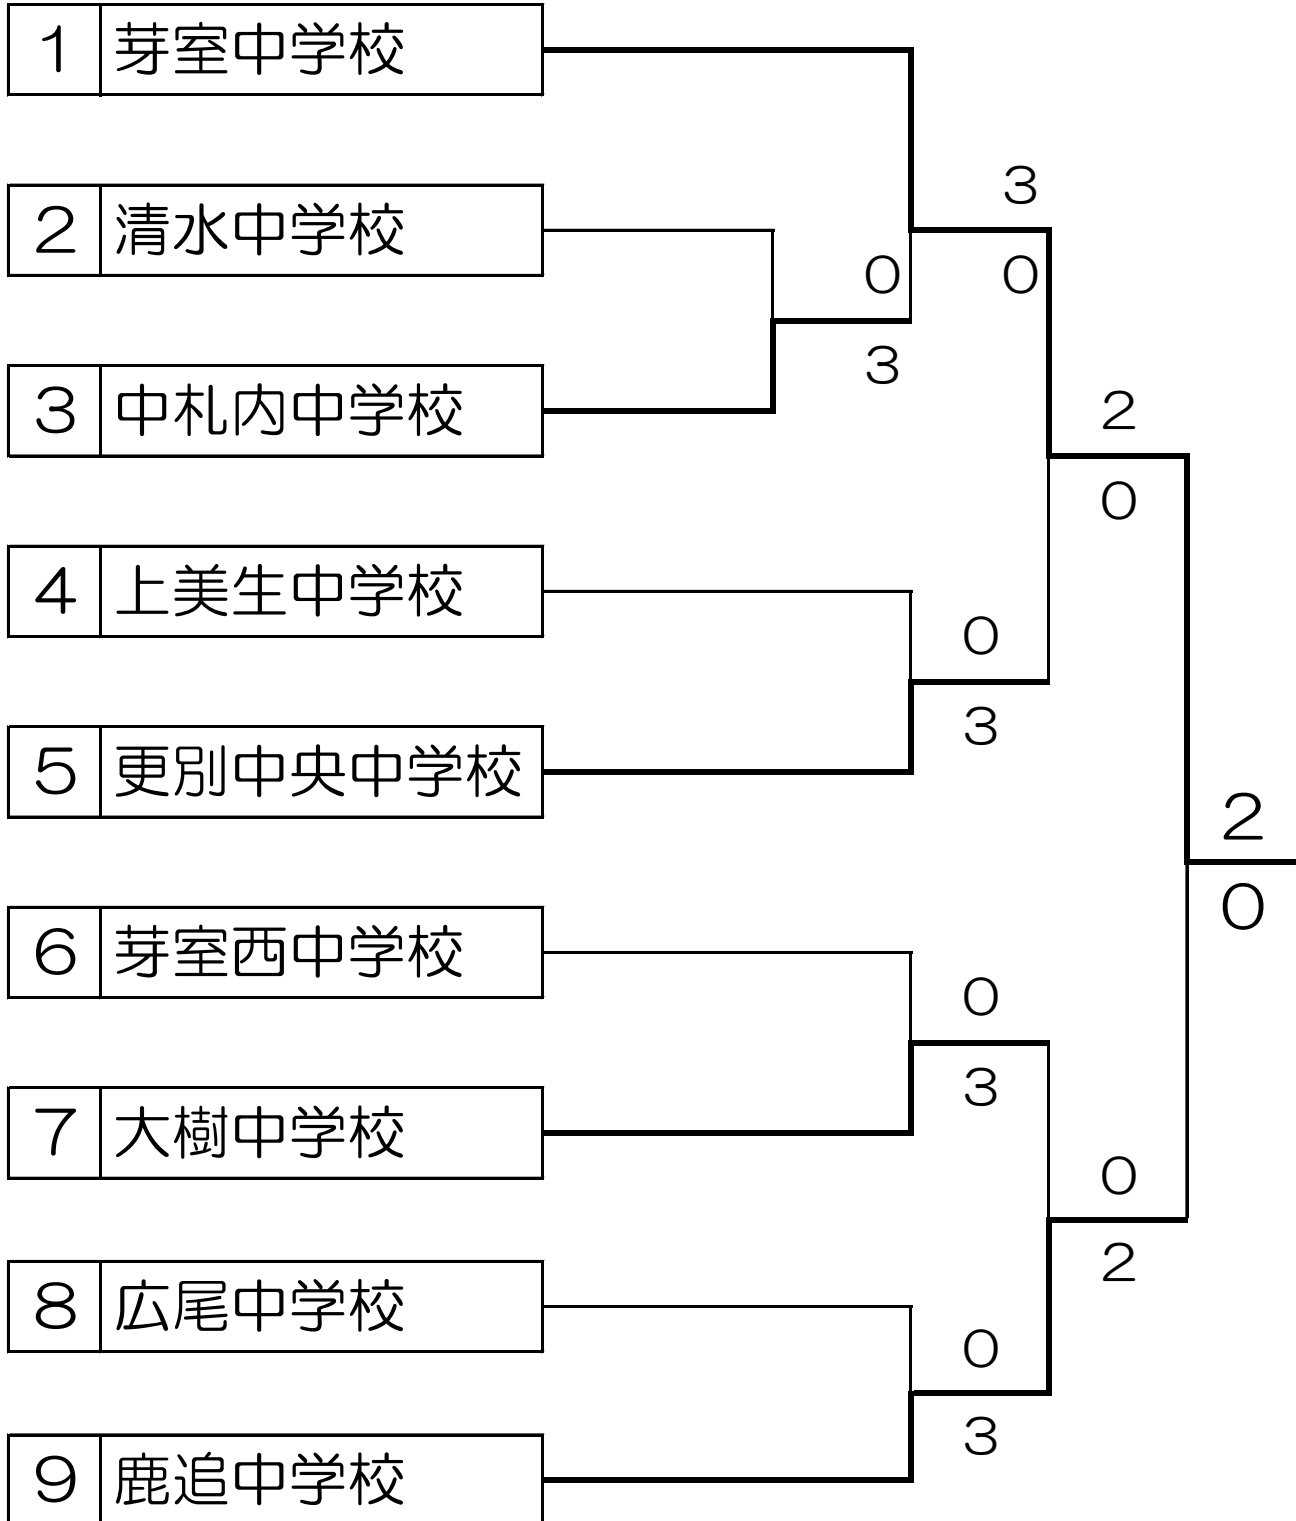 1 芽室中学校
3
2 清水中学校
0 0
3 中札内中学校
3
2
0
4 上美生中学校
0
3
5 更別中央中学校
2
0
6 芽室西中学校
0
3
7 大樹中学校
0
2
8 広尾中学校
0
3
9 鹿追中学校